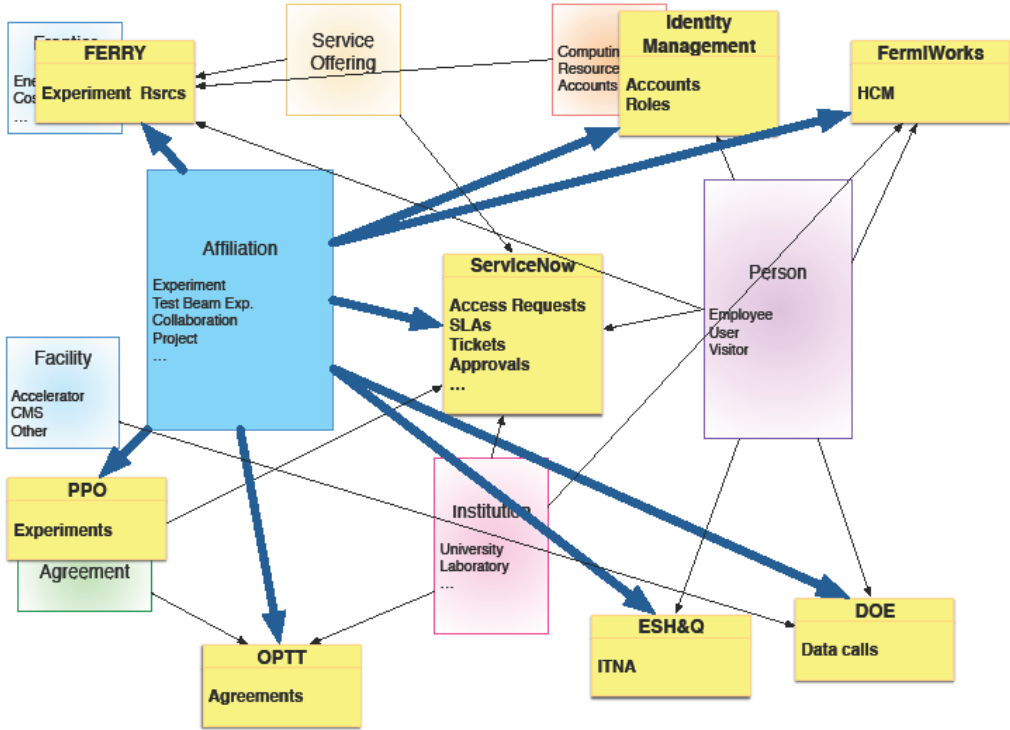 Identity
Management
Accounts
Roles
FERRY
Experiment Rsrcs
Ene
Cos
...
Service
Offering
Computin
Resource
Accounts
FermiWorks
HCM
Affiliation
Experiment
Test Beam Exp.
Collaboration
Project
...
ServiceNow
Access Requests
SLAs
Tickets
Approvals
...
Person
Employee
User
Visitor
Facility
Accelerator
CMS
Other
PPO
Experiments
Agreement
Institution
University
Laboratory
...
OPTT
Agreements
ESH&Q
ITNA
DOE
Data calls